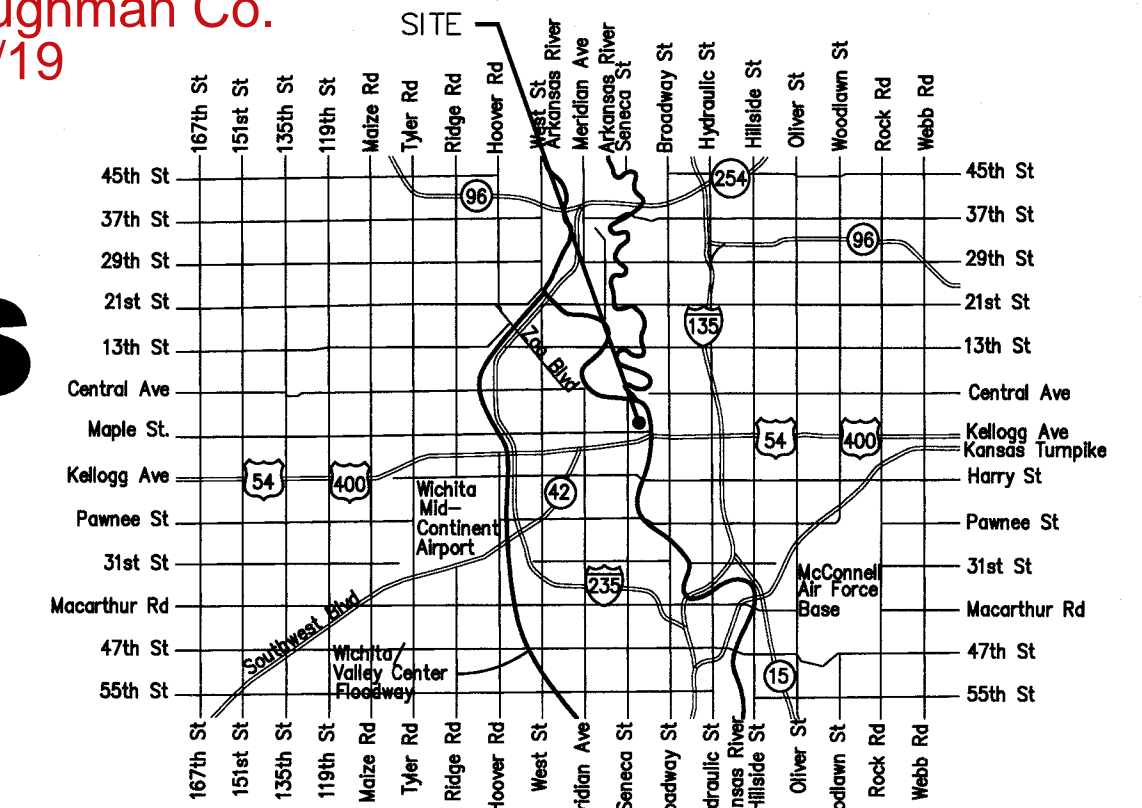 ughman Co.
/19
SITE
167th St
151st St
135th St
119th St
Maize Rd
Tyler Rd
Ridge Rd
Hoover Rd
West St
Arkansas River
Meridian Ave
Arkansas River
Seneca St
Broadway St
Hydraulic St
Hillside St
Oliver St
Woodlawn St
Rock Rd
Webb Rd
45th St
96
254
45th St
37th St
37th St
96
29th St
29th St
21st St
21st St
135
13th St
Zoo Blvd
13th St
Central Ave
Central Ave
Maple St.
54
400
Kellogg Ave
Kansas Turnpike
Kellogg Ave
54
400
Harry St
Wichita
Mid-
Continent
Airport
42
Pawnee St
Pawnee St
31st St
31st St
235
McConnell
Air Force
Base
Macarthur Rd
Macarthur Rd
Southwest Blvd
47th St
47th St
Wichita/
Valley Center
Floodway
15
55th St
55th St
167th St
151st St
135th St
119th St
Maize Rd
Tyler Rd
Ridge Rd
Hoover Rd
West St
ridian Ave
Seneca St
oadway St
draulic St
nsas River
Hillside St
Oliver St
odlawn St
Rock Rd
Webb Rd